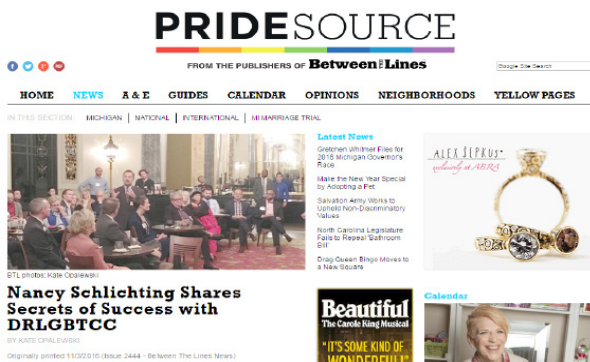 PRIDESOURCE
FROM THE PUBLISHERS OF Between THE Lines
Google Site Search
HOME NEWS A & E GUIDES CALENDAR OPINIONS NEIGHBORHOODS YELLOW PAGES
IN THIS SECTION: MICHIGAN NATIONAL INTERNATIONAL MI MARRIAGE TRIAL
BTL photos: Kate Opalewski
Nancy Schlichting Shares
Secrets of Success with
DRLGBTCC
BY KATE OPALEWSKI
Originally printed 11/3/2016 (Issue 2444 - Between The Lines News)
Latest News
Gretchen Whitmer Files for
2018 Michigan Governor's
Race
Make the New Year Special
by Adopting a Pet
Salvation Army Works to
Uphold Non-Discriminatory
Values
North Carolina Legislature
Fails to Repeal 'Bathroom
Bill'
Drag Queen Bingo Moves to
a New Square
Beautiful
The Carole King Musical
"IT'S SOME KIND OF
WONDERFUL!"
ALEX SEPKUS
exclusively at ABRA
Calendar